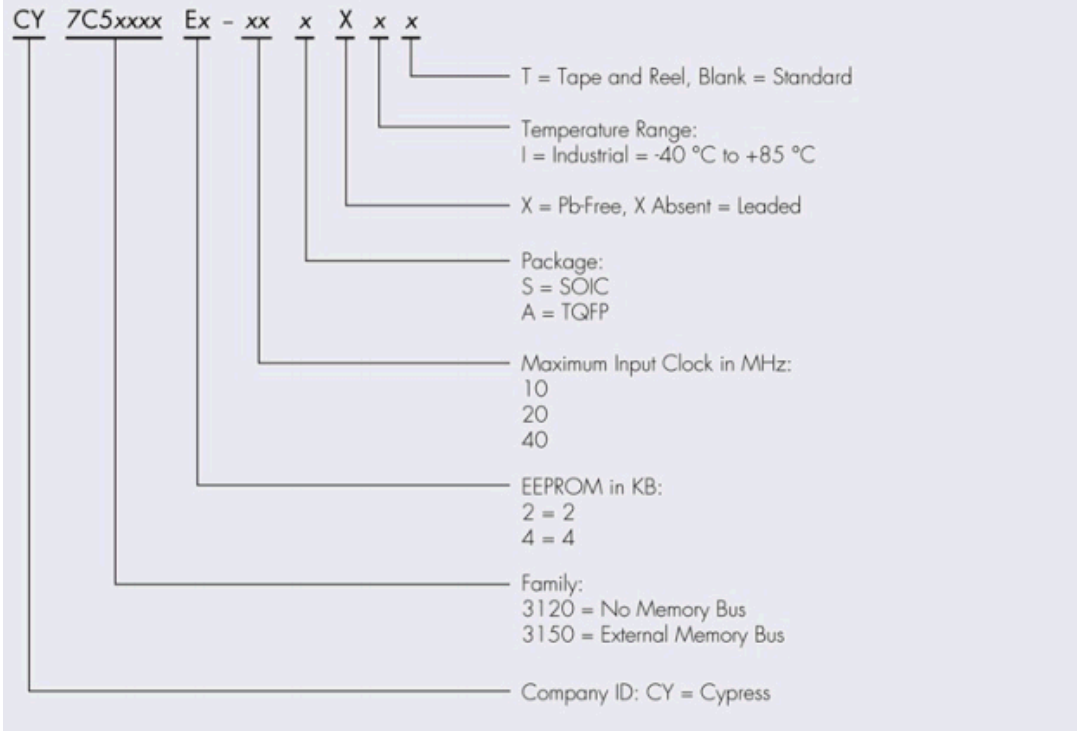 CY 7C5xxxx Ex - xx x X x x
T = Tape and Reel, Blank = Standard
Temperature Range:
I = Industrial = -40 °C to +85 °C
X = Pb-Free, X Absent = Leaded
Package:
S = SOIC
A = TQFP
Maximum Input Clock in MHz:
10
20
40
EEPROM in KB:
2 = 2
4 = 4
Family:
3120 = No Memory Bus
3150 = External Memory Bus
Company ID: CY = Cypress